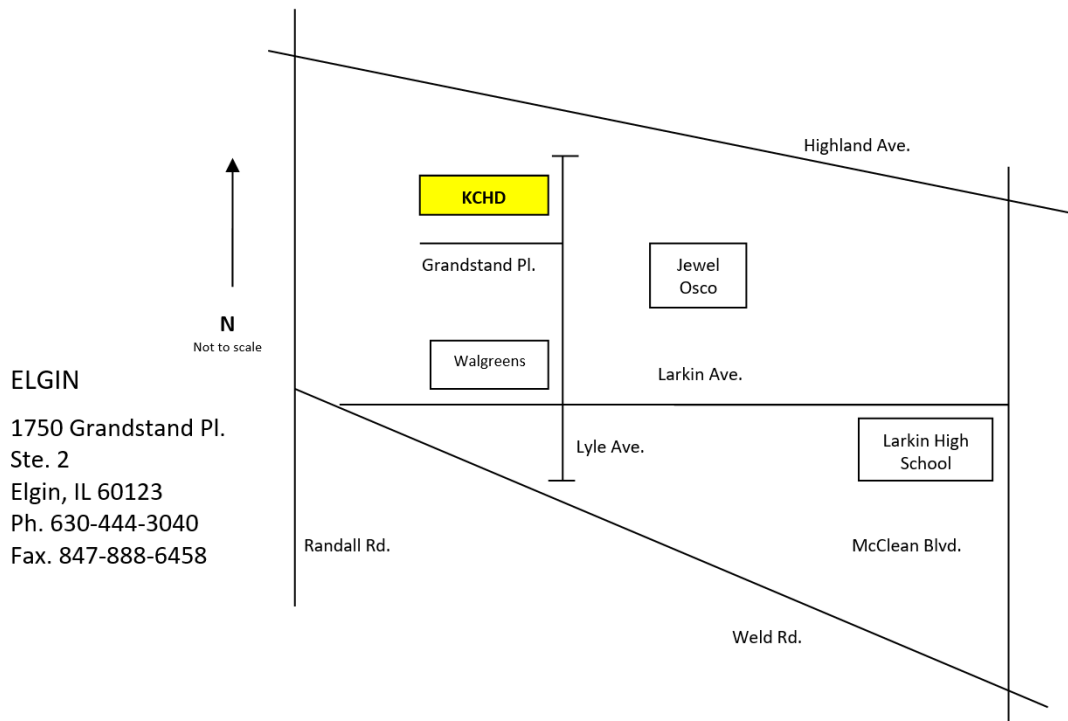 Highland Ave.
KCHD
Grandstand Pl.
Jewel
Osco
N
Not to scale
Walgreens
Larkin Ave.
ELGIN
1750 Grandstand Pl.
Ste. 2
Elgin, IL 60123
Ph. 630-444-3040
Fax. 847-888-6458
Lyle Ave.
Larkin High
School
Randall Rd.
McClean Blvd.
Weld Rd.